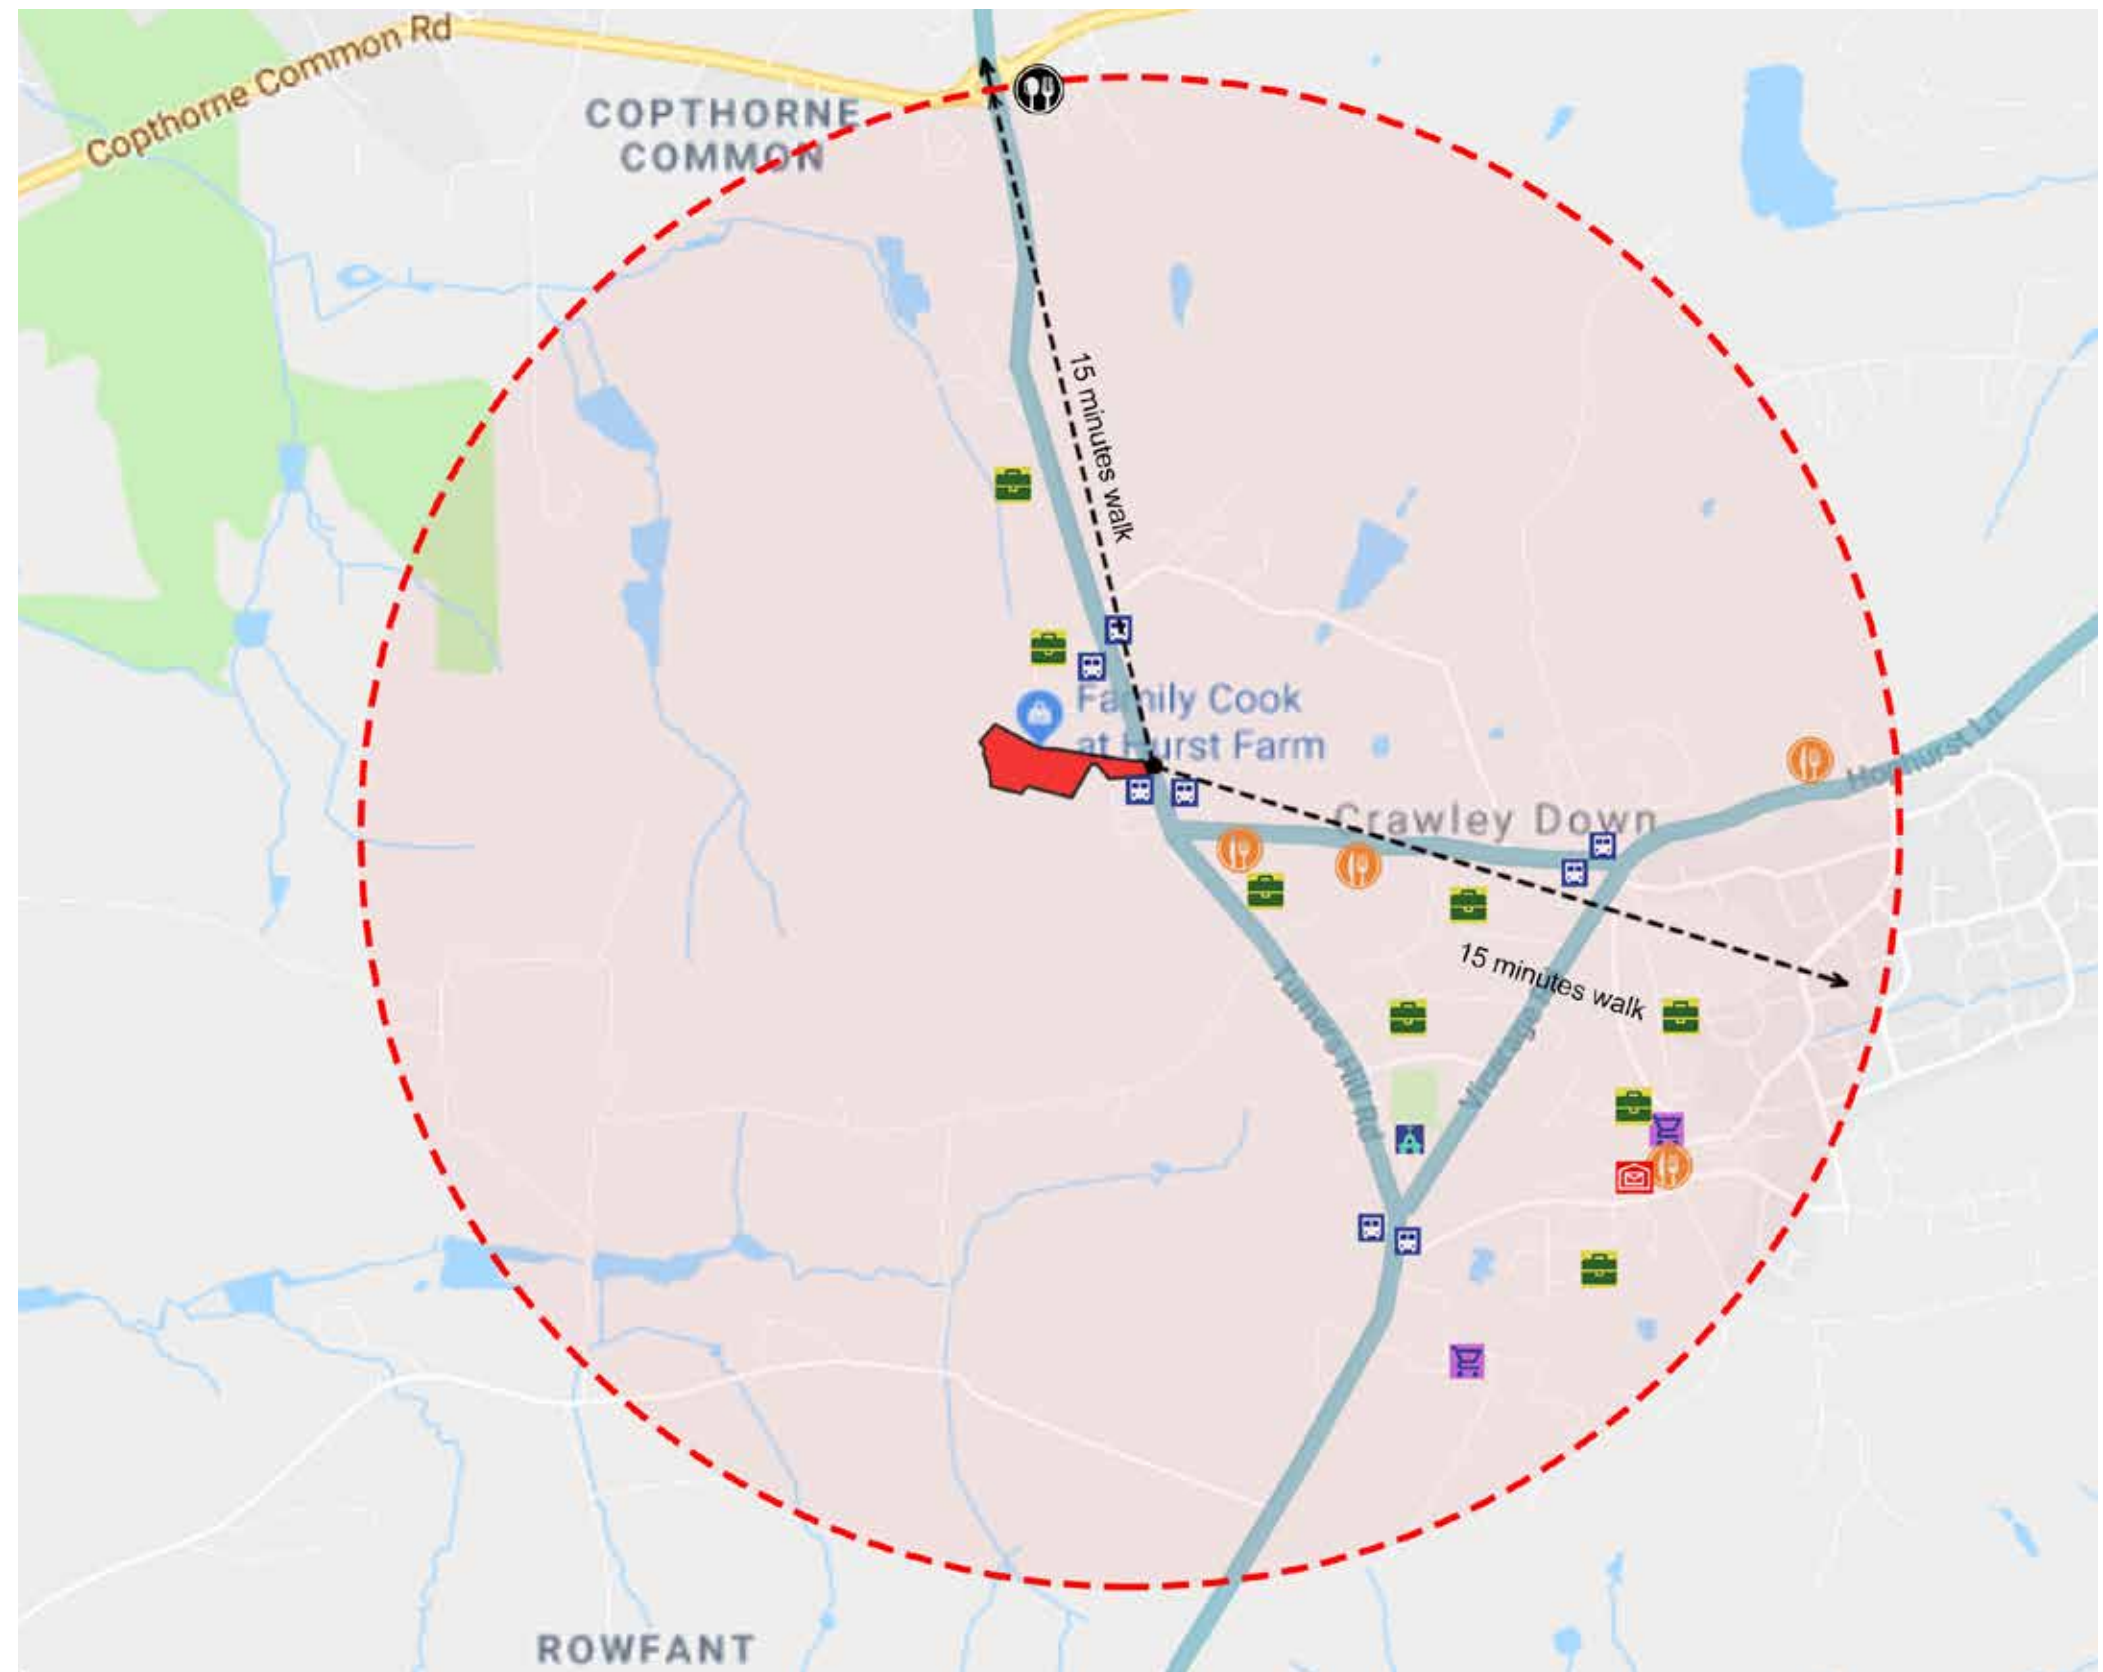 Copthorne Common Rd
COPTHORNE
COMMON
15 minutes walk
Family Cook
at Hurst Farm
Crawley Down
Honhurst Ln
15 minutes walk
Turners Hill Rd
Vicarage
ROWFANT